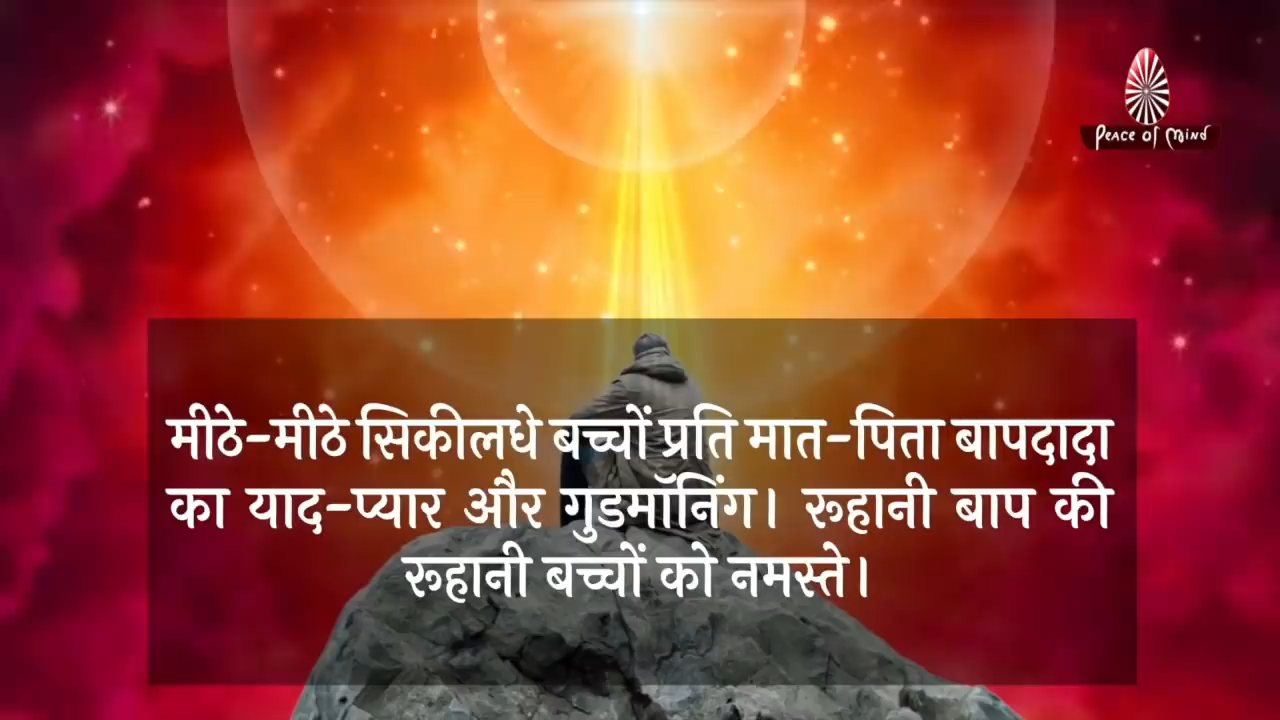 Peace of Mind
मीठे-मीठे सिकीलधे बच्चों प्रति मात-पिता बापदादा
का याद-प्यार और गुडमॉनिंग। रूहानी बाप की
रूहानी बच्चों को नमस्ते।